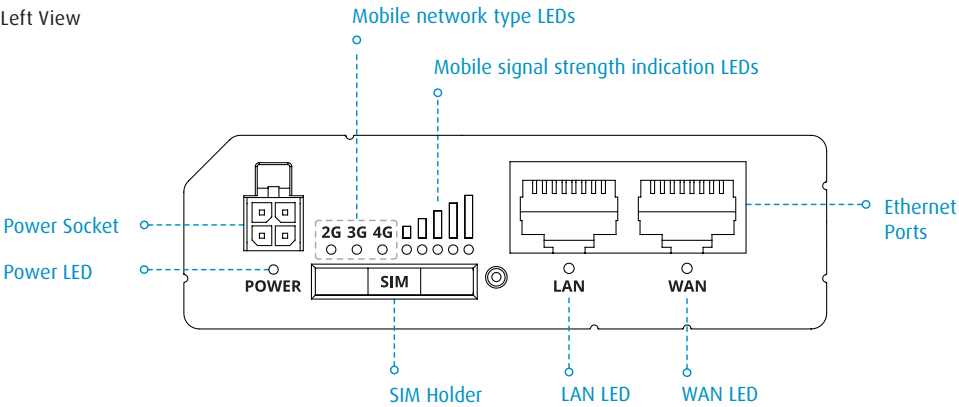 Left View
Mobile network type LEDs
Mobile signal strength indication LEDs
Power Socket
2G 3G 4G
Ethernet
Ports
Power LED
POWER
SIM
LAN
WAN
SIM Holder
LAN LED
WAN LED